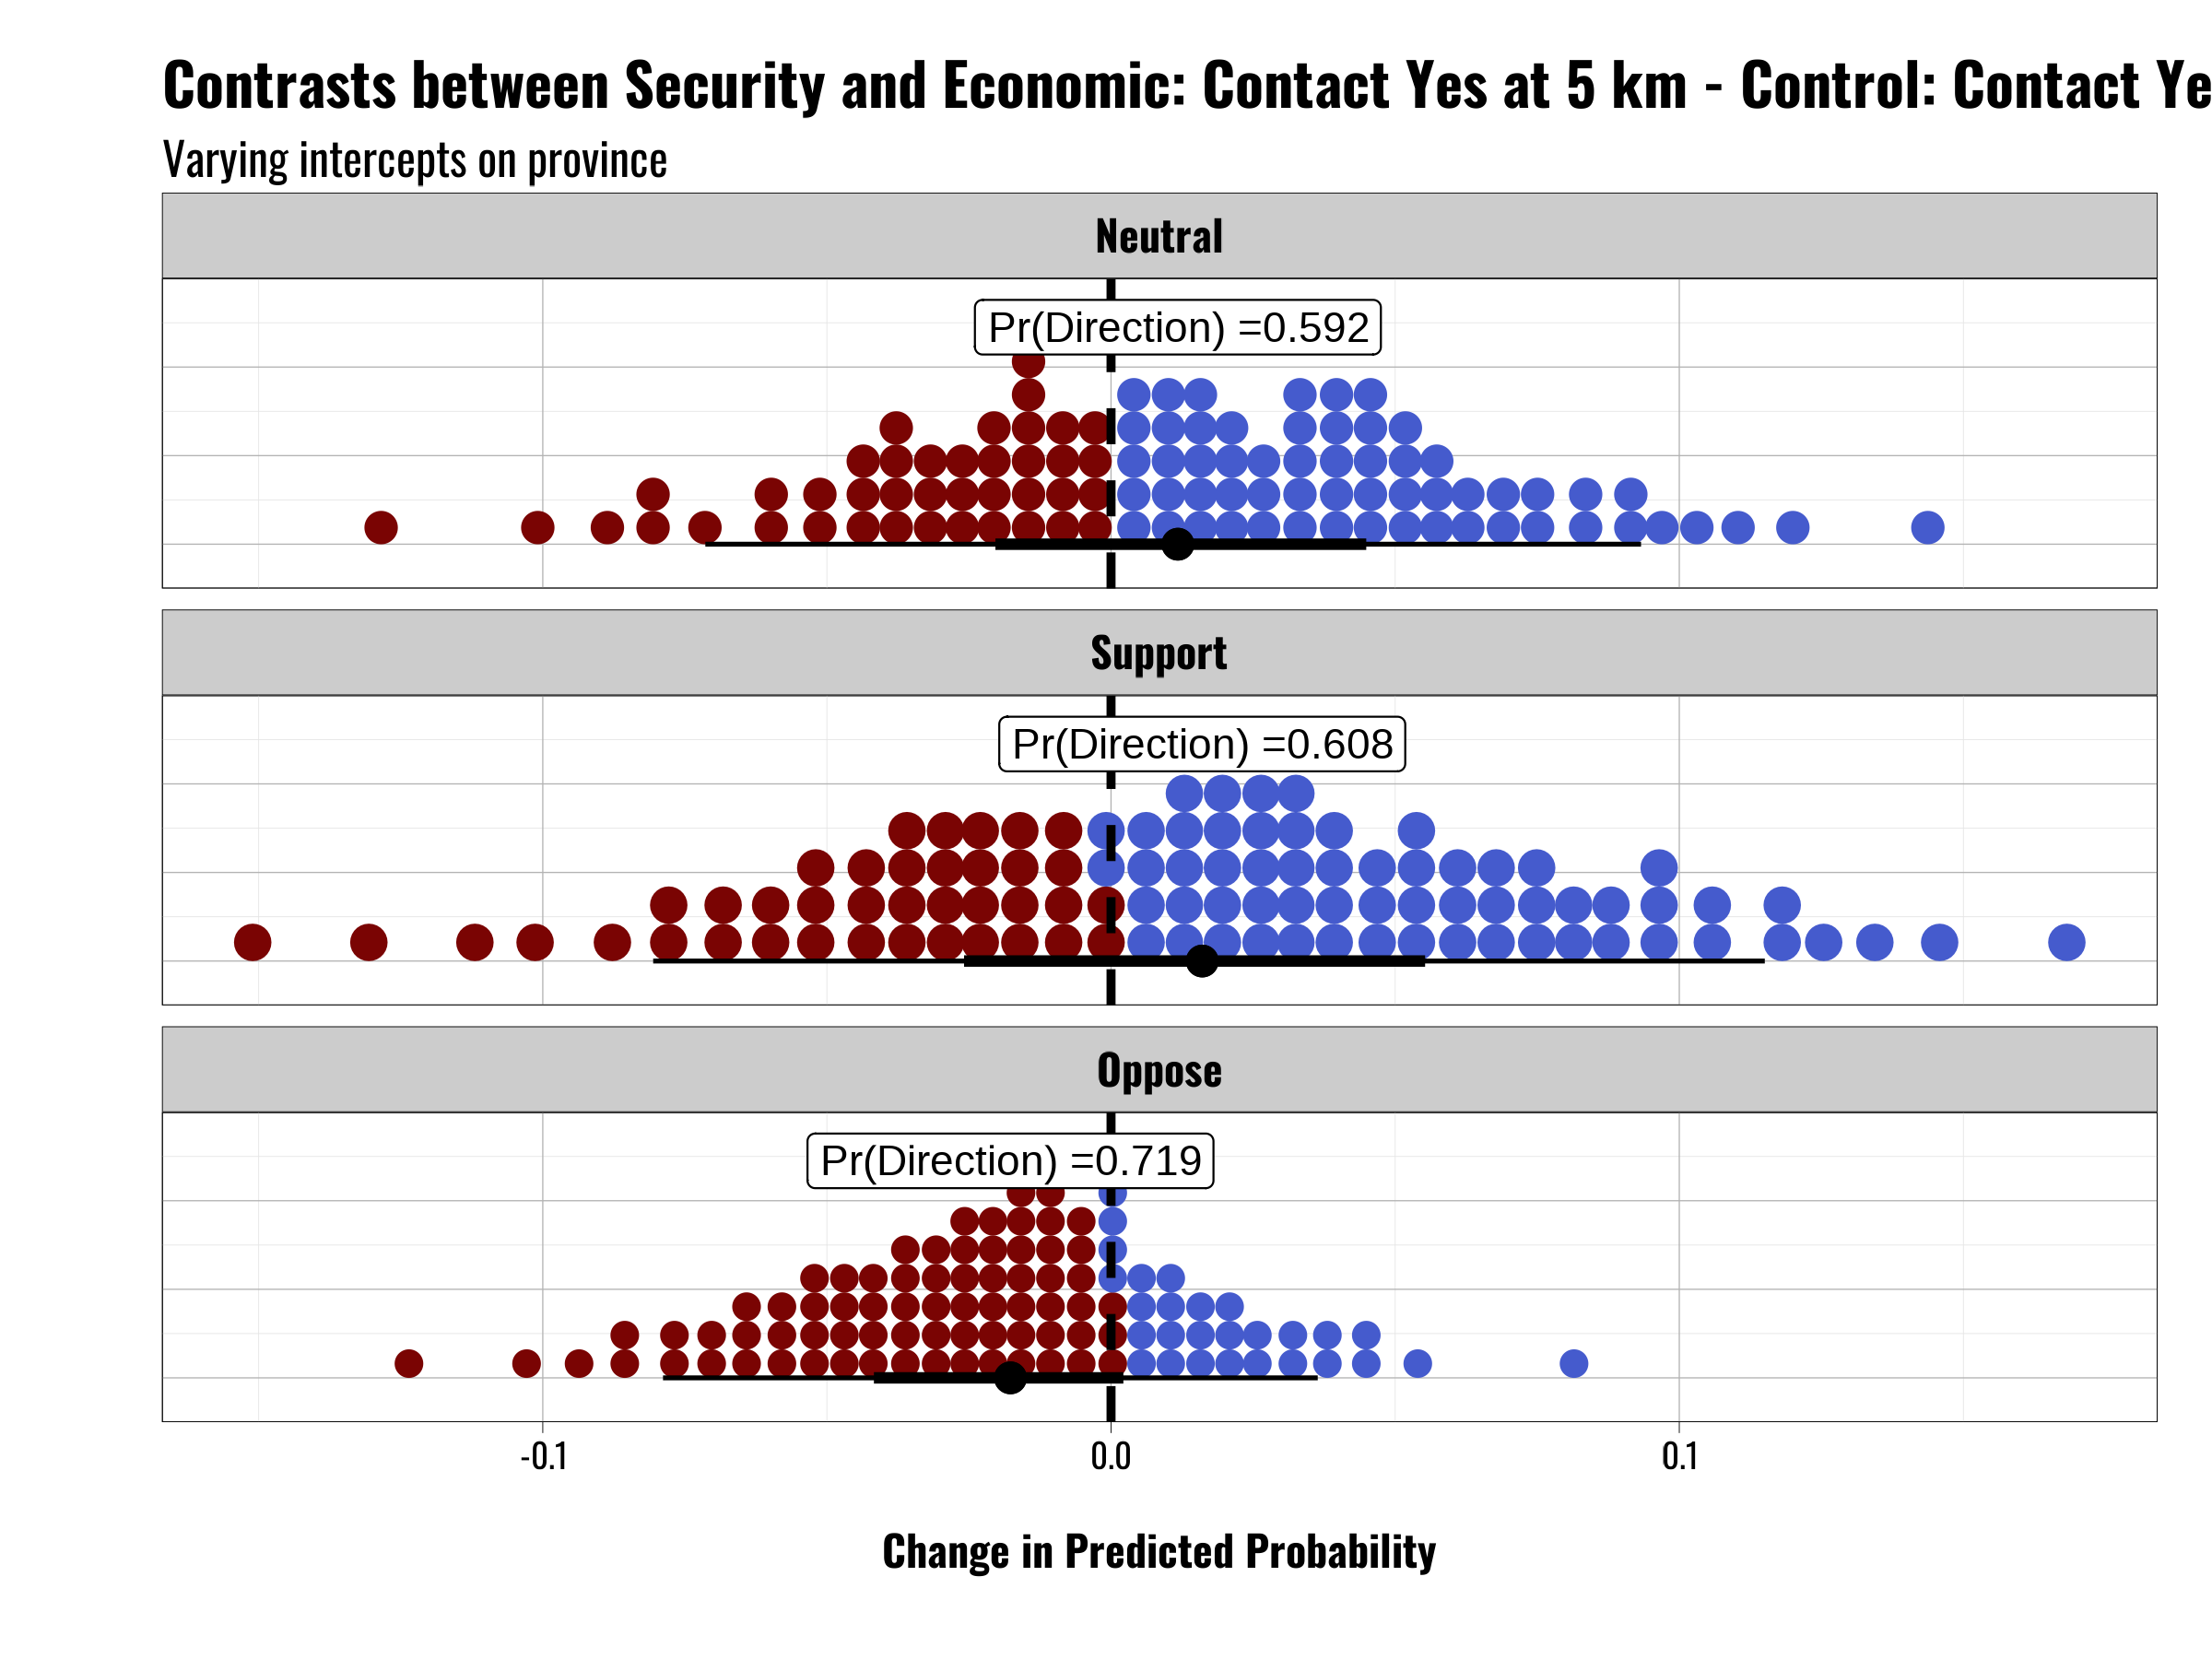 Contrasts between Security and Economic: Contact Yes at 5 km - Control: Contact Ye
Varying intercepts on province
Neutral
Pr(Direction) =0.592
Support
Pr(Direction) =0.608
Oppose
Pr(Direction) =0.719
-0.1 0.0 0.1
Change in Predicted Probability